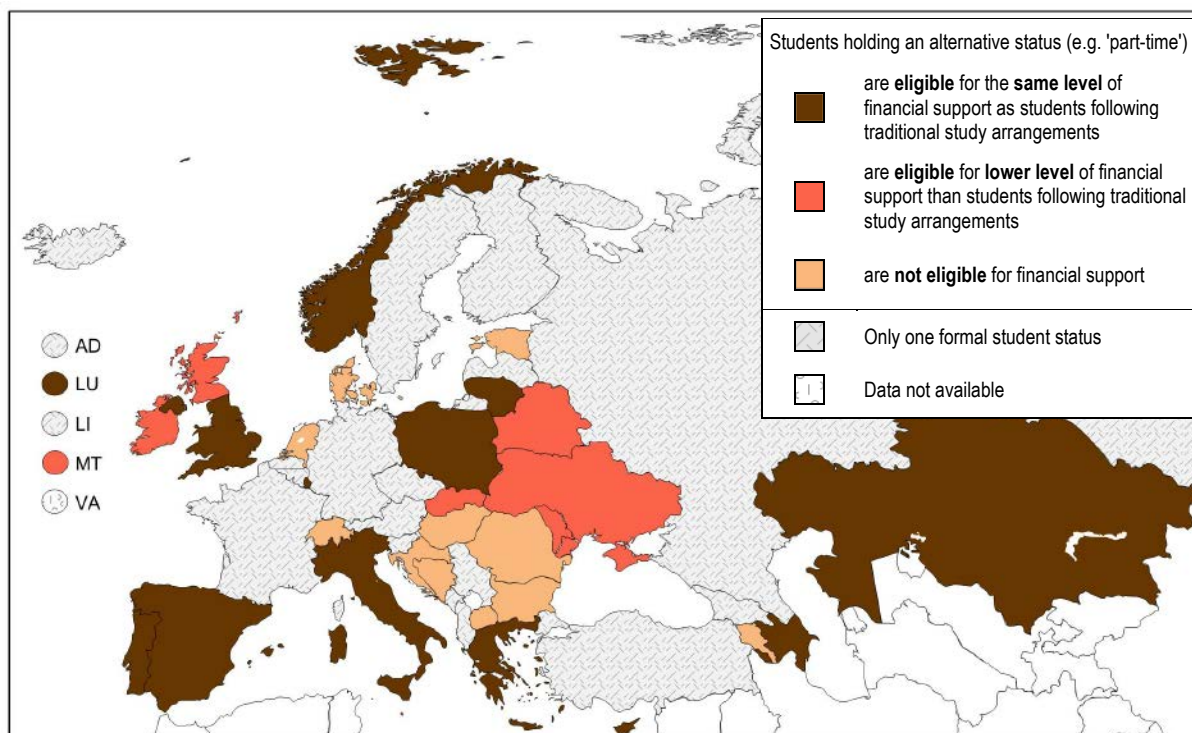 Students holding an alternative status (e.g. 'part-time')
are eligible for the same level of
financial support as students following
traditional study arrangements
are eligible for lower level of financial
support than students following traditional
study arrangements
are not eligible for financial support
Only one formal student status
Data not available
AD
LU
LI
MT
VA